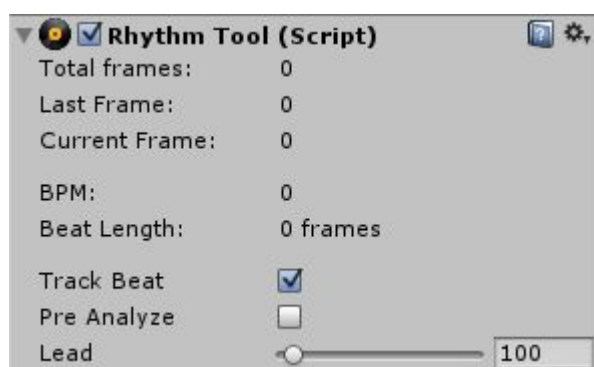 Rhythm Tool (Script)
Total frames: 0
Last Frame: 0
Current Frame: 0
BPM: 0
Beat Length: 0 frames
Track Beat
Pre Analyze
Lead 100